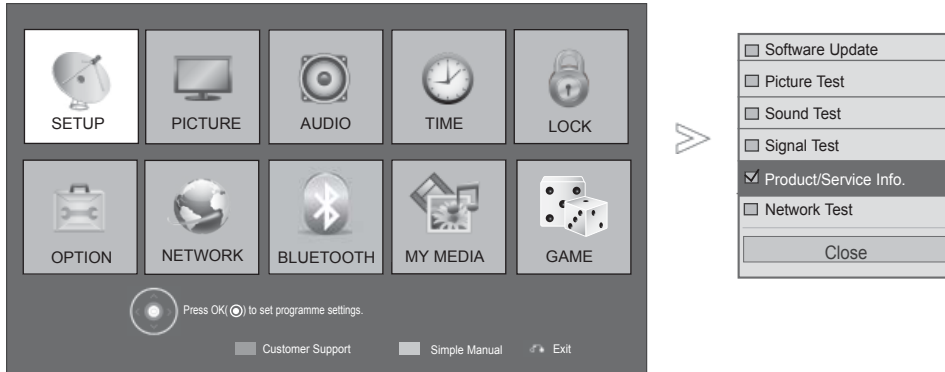 SETUP
PICTURE
AUDIO
TIME
LOCK
OPTION
NETWORK
BLUETOOTH
MY MEDIA
GAME
Press OK(◉) to set programme settings.
Customer Support
Simple Manual
Exit
Software Update
Picture Test
Sound Test
Signal Test
Product/Service Info.
Network Test
Close